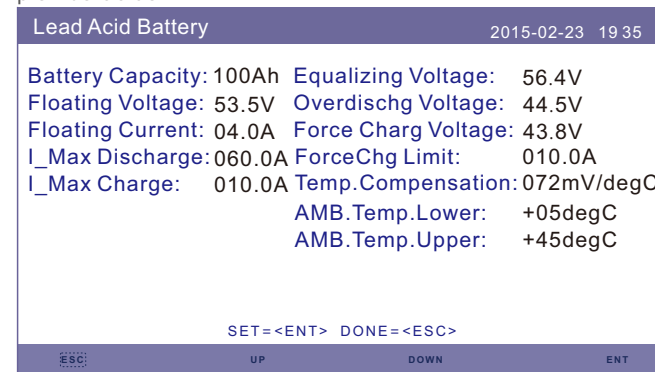 Lead Acid Battery 2015-02-23 19 35
Battery Capacity: 100Ah Equalizing Voltage: 56.4V
Floating Voltage: 53.5V Overdischg Voltage: 44.5V
Floating Current: 04.0A Force Charg Voltage: 43.8V
I_Max Discharge: 060.0A ForceChg Limit: 010.0A
I_Max Charge: 010.0A Temp.Compensation: 072mV/degC
AMB.Temp.Lower: +05degC
AMB.Temp.Upper: +45degC
SET=<ENT> DONE=<ESC>
ESC UP DOWN ENT